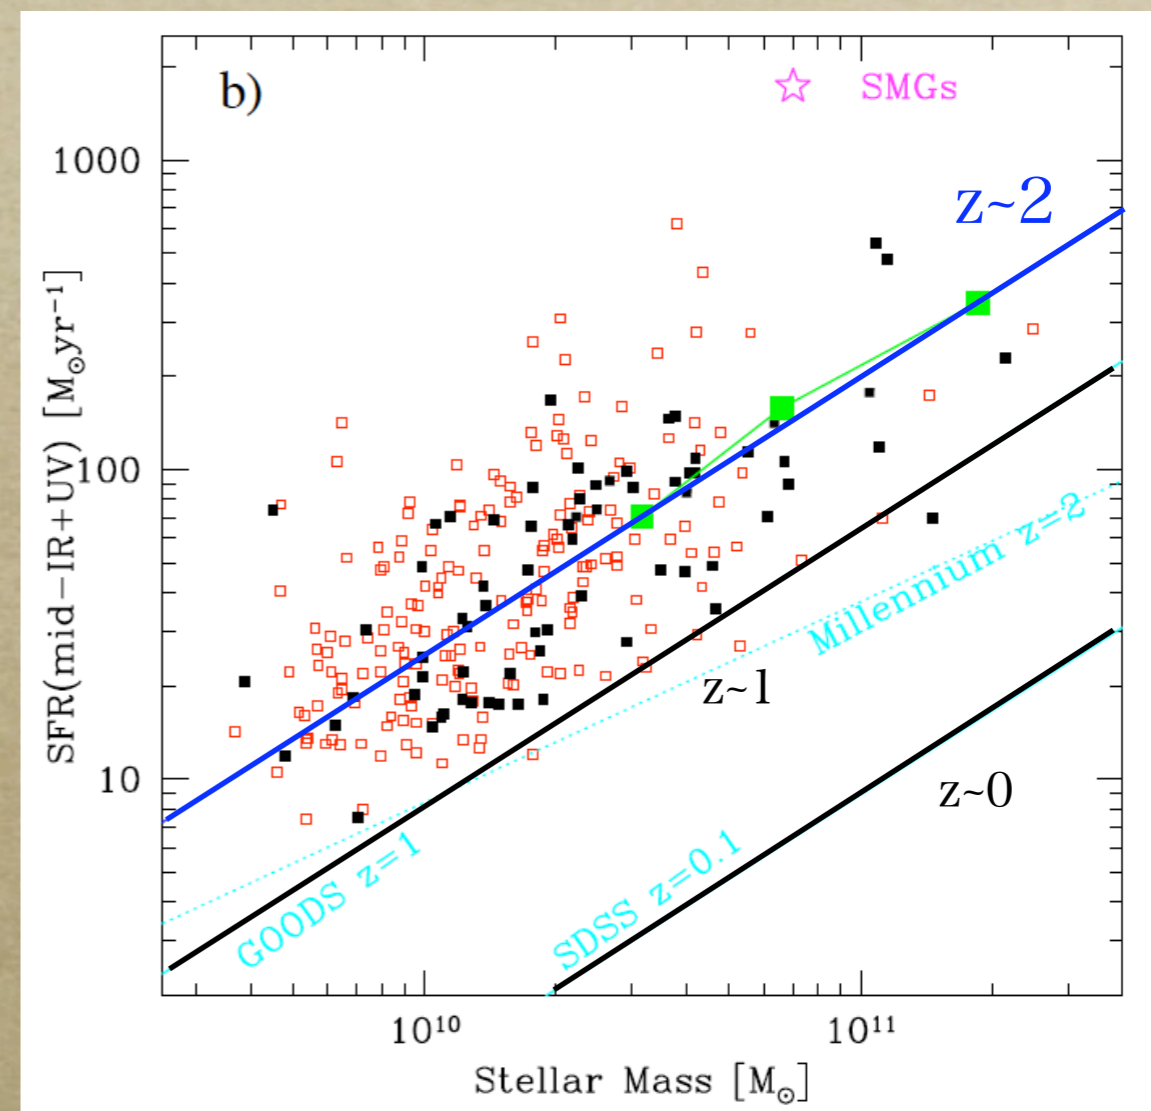 b)
SMGs
1000
z~2
SFR(mid−IR+UV) [M☉yr⁻¹]
100
Millennium z=2
z~1
10
z~0
GOODS z=1
SDSS z=0.1
10¹⁰
10¹¹
Stellar Mass [M☉]